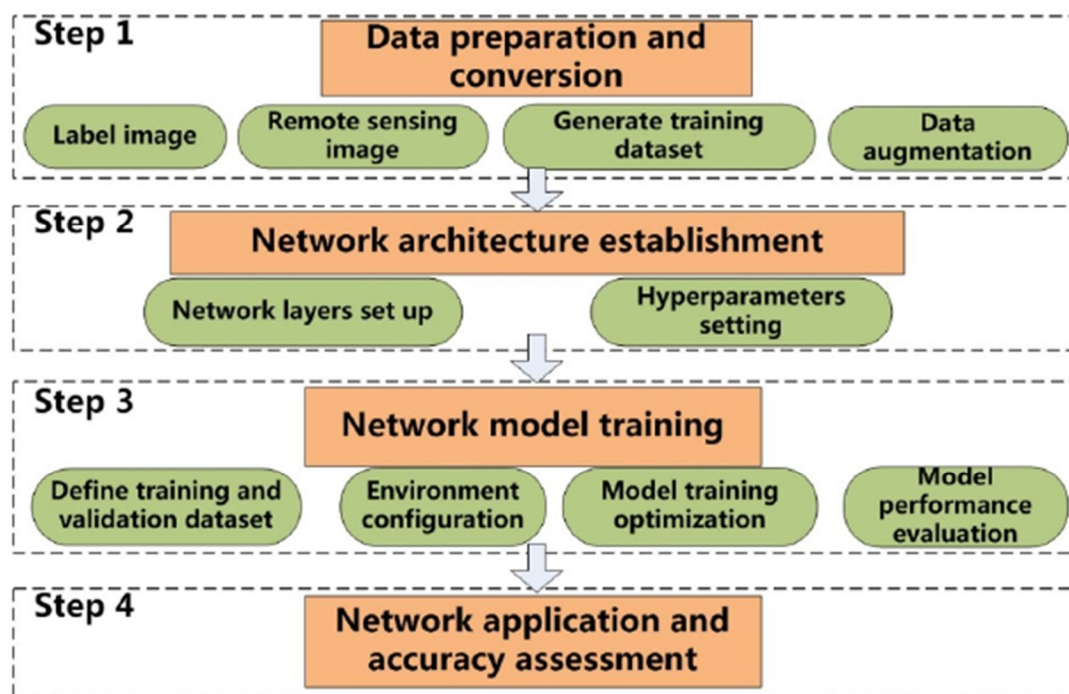 Step 1
Data preparation and
conversion
Label image
Remote sensing
image
Generate training
dataset
Data
augmentation
Step 2
Network architecture establishment
Network layers set up
Hyperparameters
setting
Step 3
Network model training
Define training and
validation dataset
Environment
configuration
Model training
optimization
Model
performance
evaluation
Step 4
Network application and
accuracy assessment